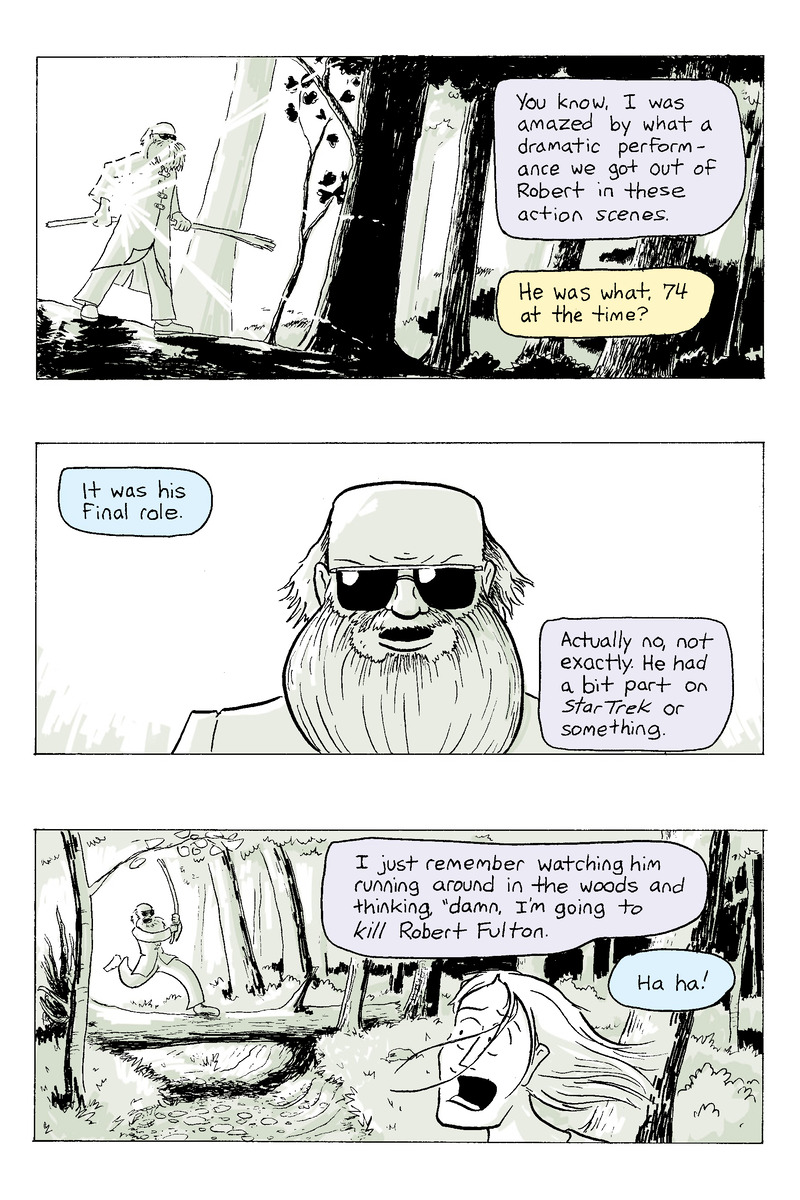 You know, I was
amazed by what a
dramatic perform-
ance we got out of
Robert in these
action scenes.
He was what, 74
at the time?
It was his
Final role.
Actually no, not
exactly. He had
a bit part on
Star Trek or
something.
I just remember watching him
running around in the woods and
thinking, "damn, I'm going to
kill Robert Fulton.
Ha ha!